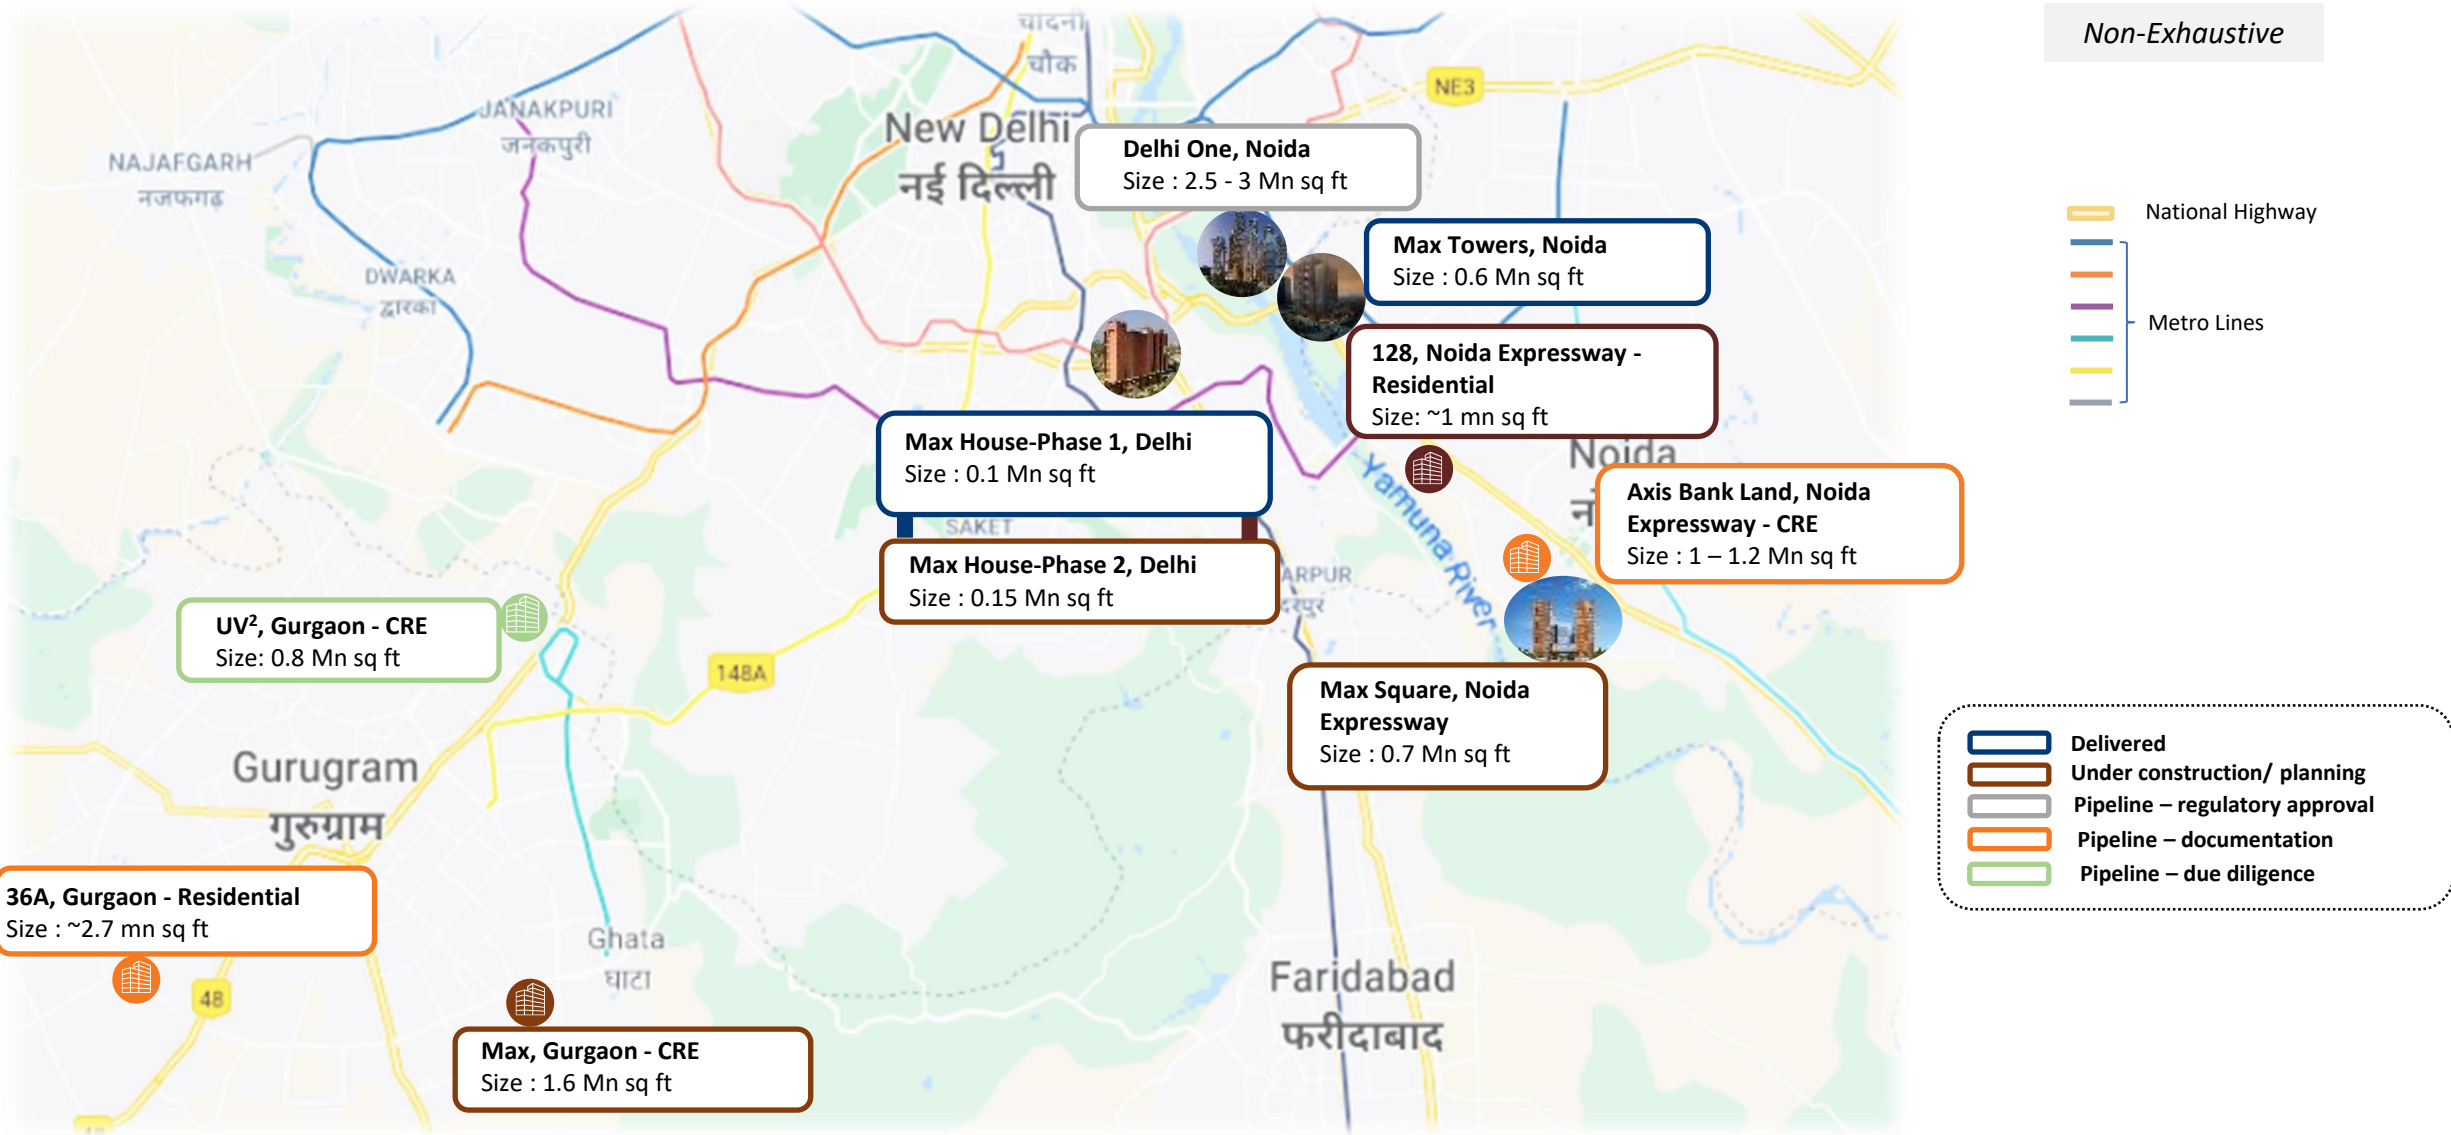 Non-Exhaustive
चांदनी
चौक
NE3
JANAKPURI
जनकपुरी
New Delhi
नई दिल्ली
NAJAFGARH
नजफगढ़
Delhi One, Noida
Size : 2.5 - 3 Mn sq ft
National Highway
Max Towers, Noida
Size : 0.6 Mn sq ft
DWARKA
द्वारका
Metro Lines
128, Noida Expressway -
Residential
Size: ~1 mn sq ft
Max House-Phase 1, Delhi
Size : 0.1 Mn sq ft
Noida
Yamuna River
Axis Bank Land, Noida
Expressway - CRE
Size : 1 – 1.2 Mn sq ft
SAKET
Max House-Phase 2, Delhi
Size : 0.15 Mn sq ft
ARPUR
रपुर
UV², Gurgaon - CRE
Size: 0.8 Mn sq ft
148A
Max Square, Noida
Expressway
Size : 0.7 Mn sq ft
Gurugram
गुरुग्राम
Delivered
Under construction/ planning
Pipeline – regulatory approval
Pipeline – documentation
Pipeline – due diligence
36A, Gurgaon - Residential
Size : ~2.7 mn sq ft
48
Ghata
घाटा
Faridabad
फरीदाबाद
Max, Gurgaon - CRE
Size : 1.6 Mn sq ft